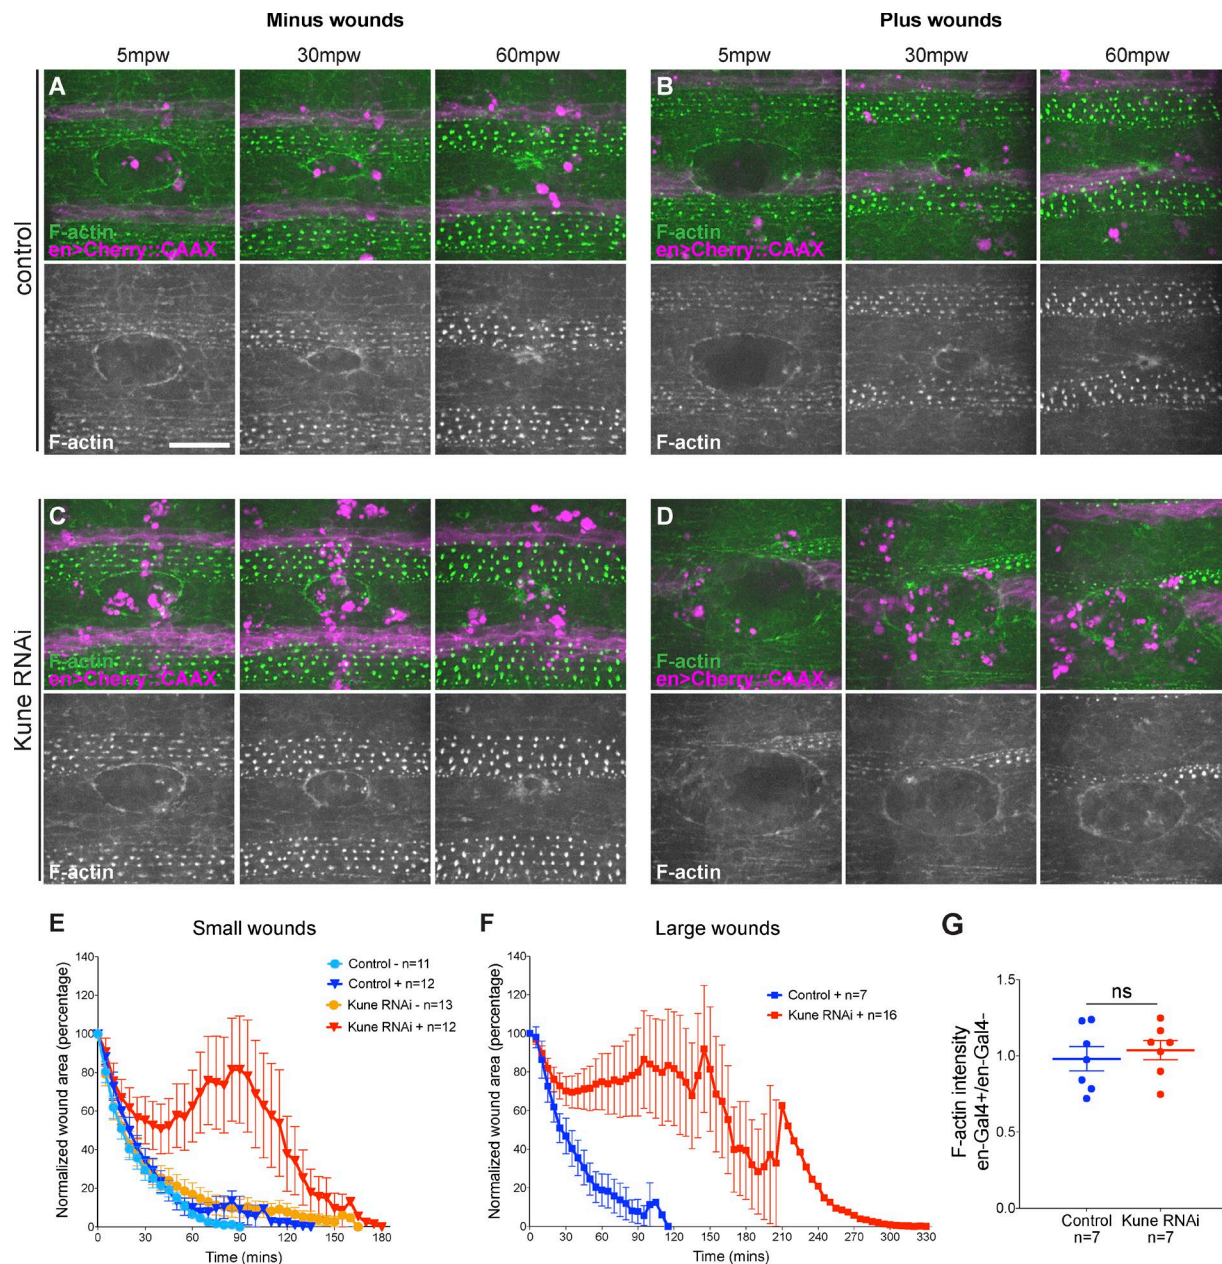 Minus wounds
Plus wounds
5mpw
30mpw
60mpw
5mpw
30mpw
60mpw
control
A
F-actin
en>Cherry::CAAX
F-actin
B
F-actin
en>Cherry::CAAX
F-actin
Kune RNAi
C
F-actin
en>Cherry::CAAX
F-actin
D
F-actin
en>Cherry::CAAX
F-actin
E
Small wounds
Normalized wound area (percentage)
140
120
100
80
60
40
20
0
0 30 60 90 120 150 180
Time (mins)
Control - n=11
Control + n=12
Kune RNAi - n=13
Kune RNAi + n=12
F
Large wounds
Normalized wound area (percentage)
140
120
100
80
60
40
20
0
0 30 60 90 120 150 180 210 240 270 300 330
Time (mins)
Control + n=7
Kune RNAi + n=16
G
F-actin intensity
en-Gal4+/en-Gal4-
1.5
1.0
0.5
0.0
ns
Control
n=7
Kune RNAi
n=7